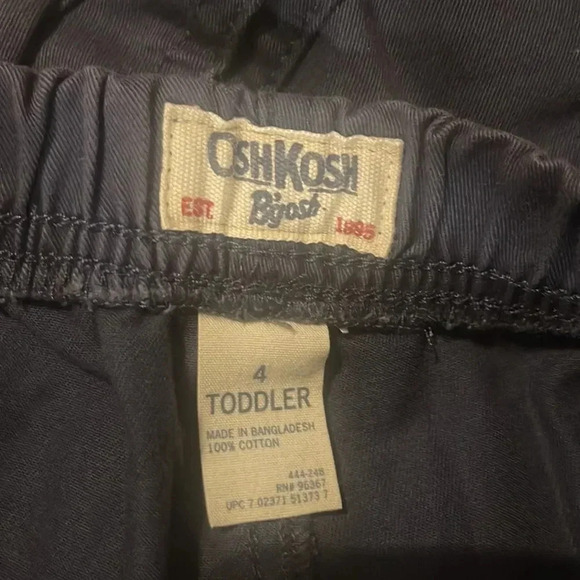 OSHKOSH
B'gosh
EST. 1895
4
TODDLER
MADE IN BANGLADESH
100% COTTON
444-248
RN# 96367
UPC 7 02371 51373 7